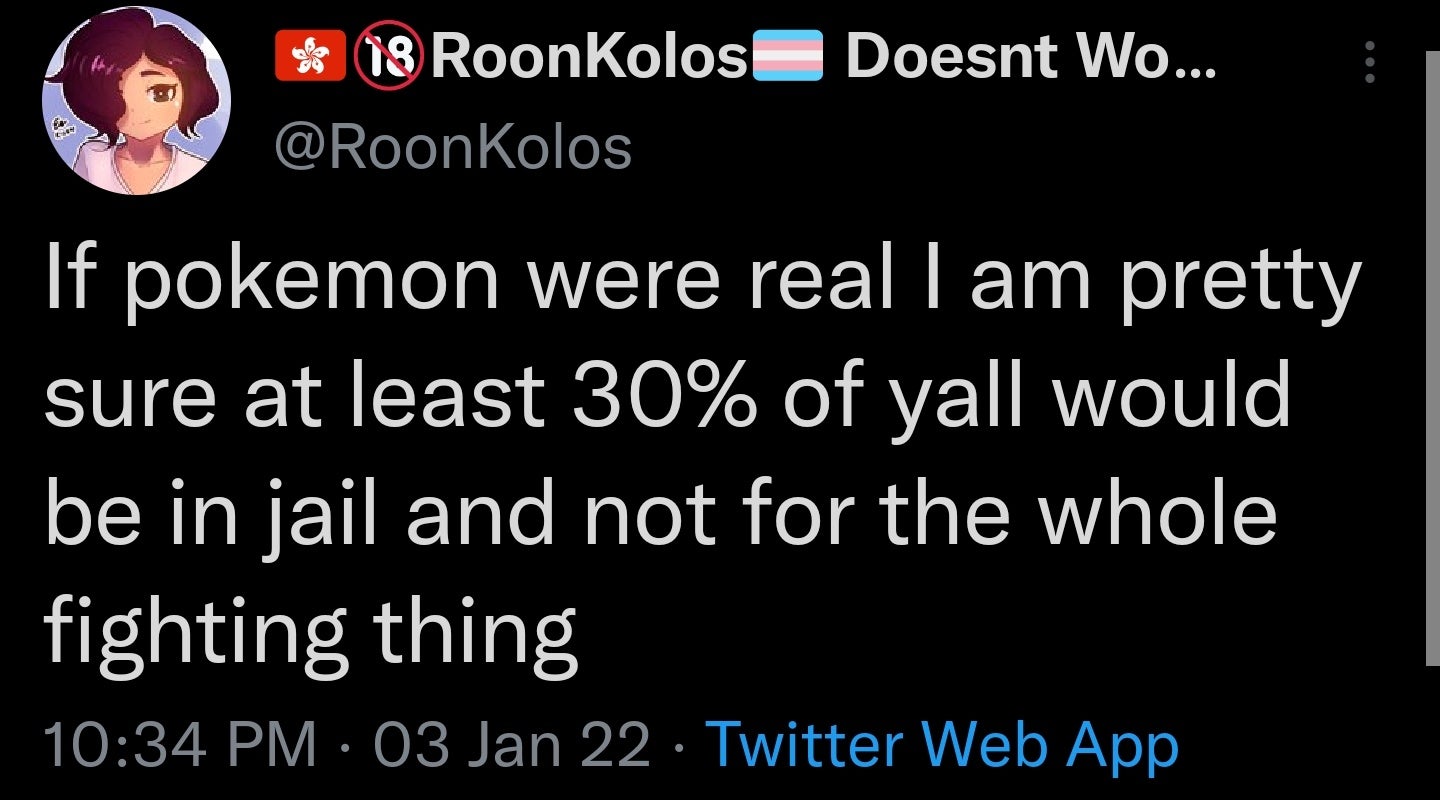 🇭🇰🔞RoonKolos🏳️‍⚧️ Doesnt Wo...
@RoonKolos
If pokemon were real I am pretty
sure at least 30% of yall would
be in jail and not for the whole
fighting thing
10:34 PM · 03 Jan 22 · Twitter Web App